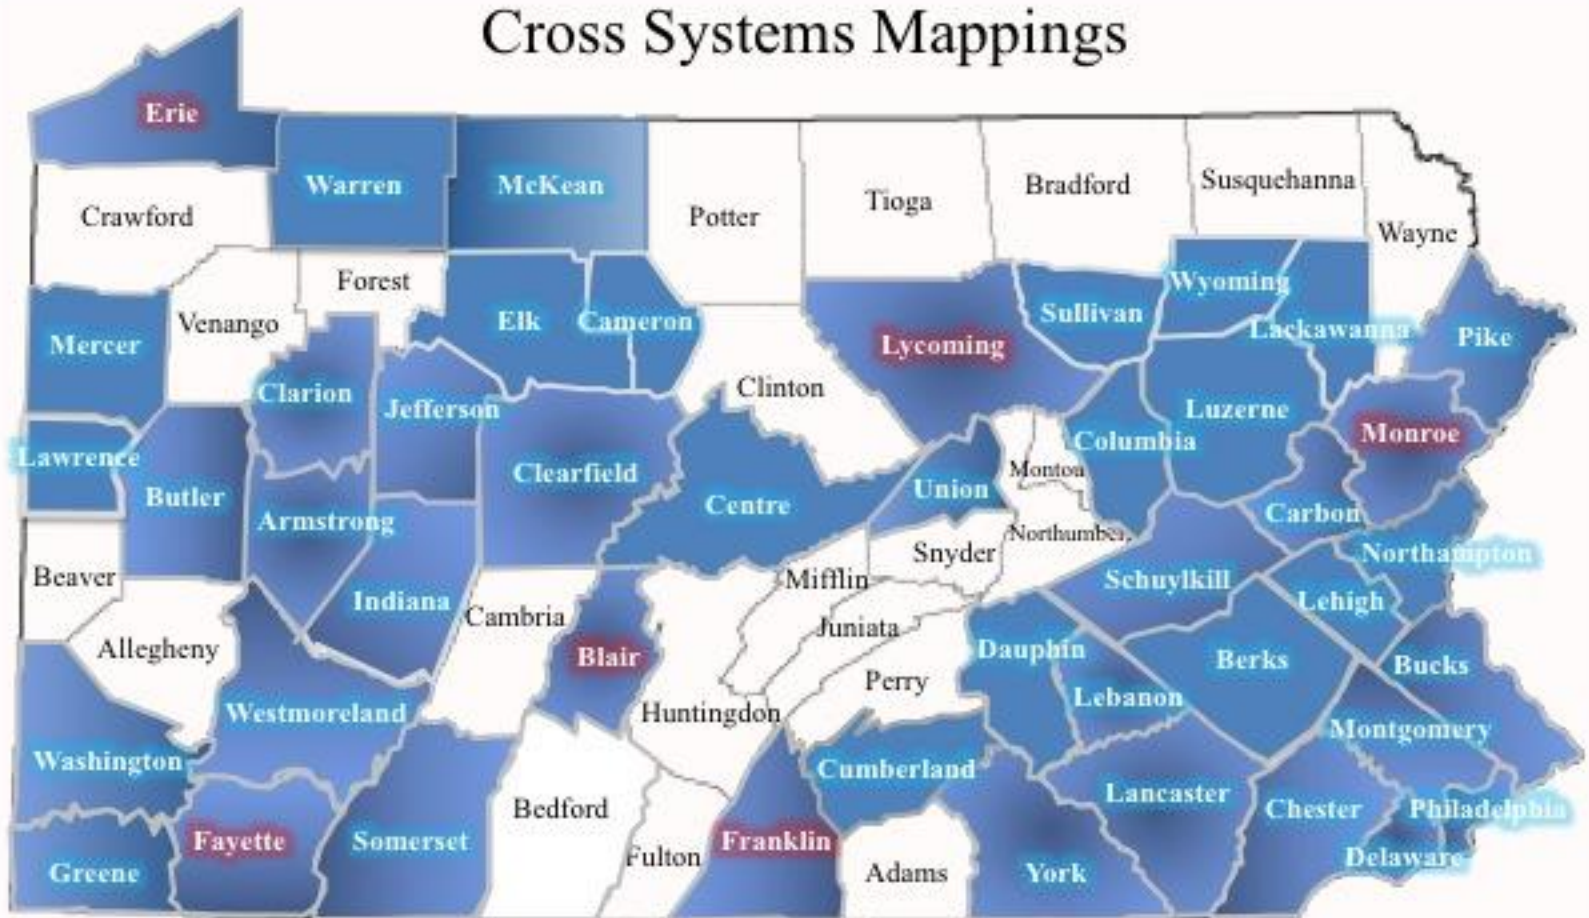 Cross Systems Mappings
Erie
Warren
McKean
Crawford
Potter
Tioga
Bradford
Susquehanna
Wayne
Forest
Venango
Mercer
Elk
Cameron
Sullivan
Wyoming
Lackawanna
Pike
Lycoming
Clarion
Jefferson
Clinton
Luzerne
Monroe
Columbia
Lawrence
Butler
Clearfield
Centre
Union
Montou
Armstrong
Carbon
Northumber
Snyder
Northampton
Beaver
Indiana
Mifflin
Schuylkill
Lehigh
Cambria
Juniata
Allegheny
Blair
Dauphin
Berks
Bucks
Perry
Lebanon
Westmoreland
Huntingdon
Montgomery
Washington
Cumberland
Lancaster
Bedford
Chester
Philadelphia
Fayette
Somerset
Franklin
Fulton
Delaware
Greene
Adams
York